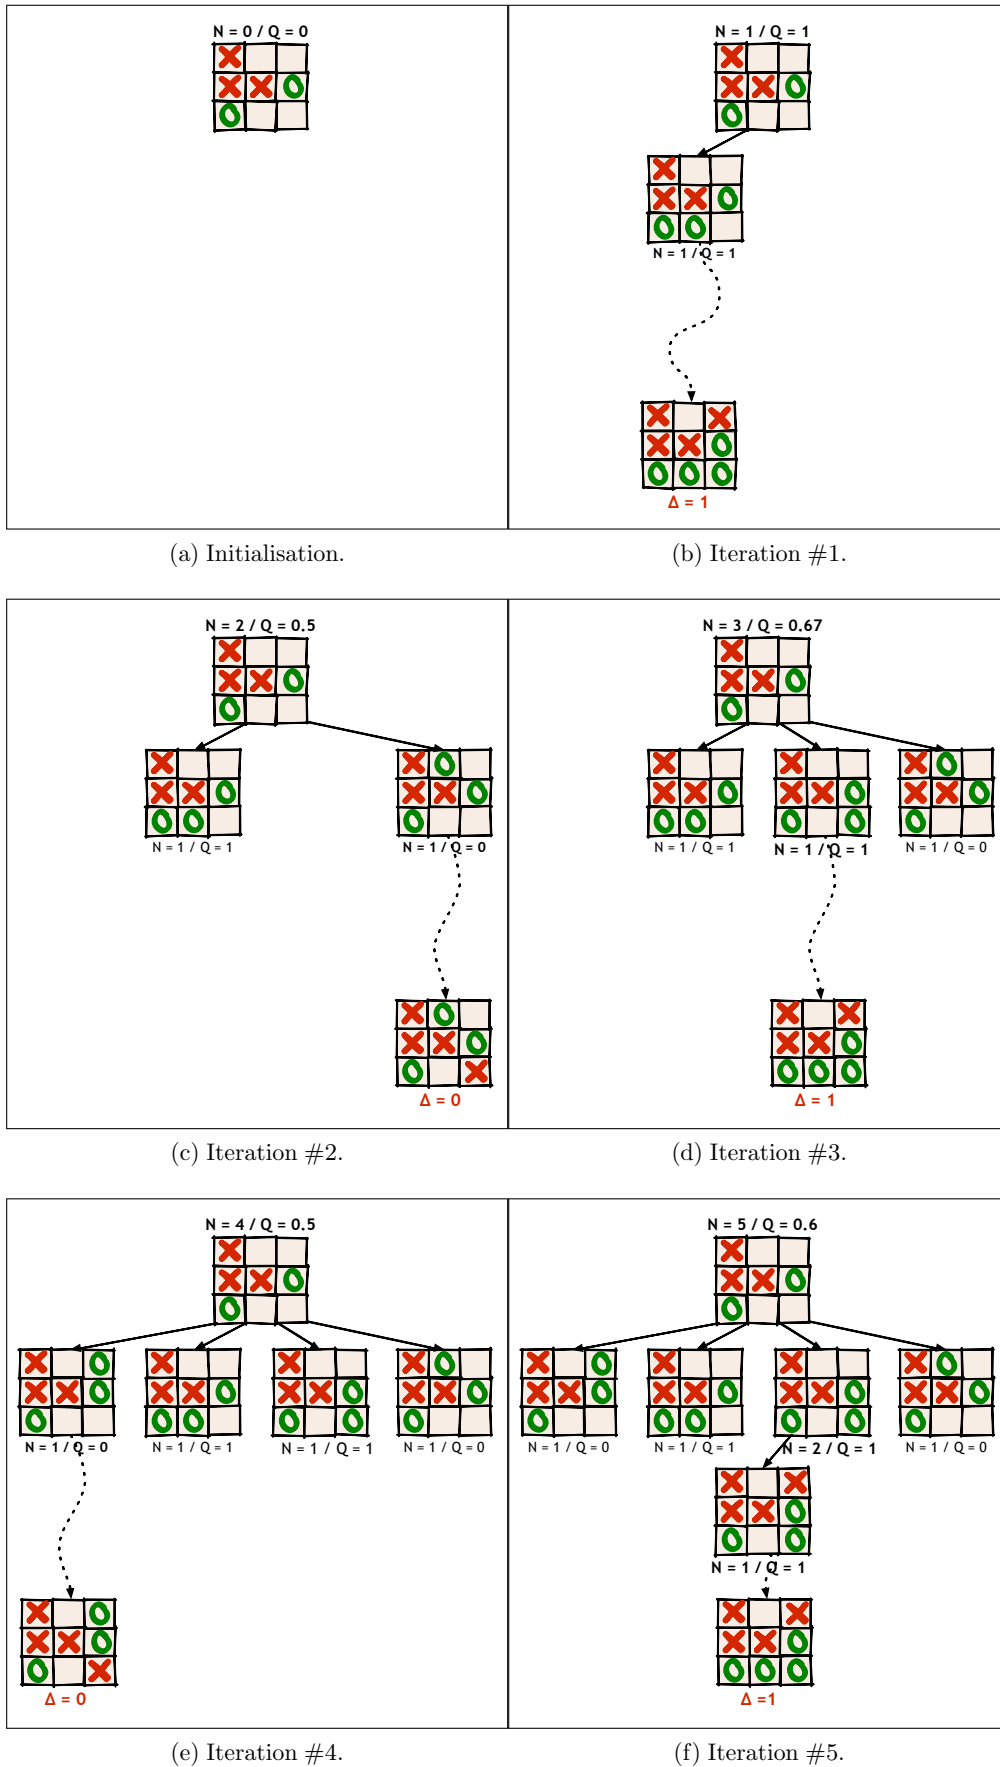 N = 0 / Q = 0
N = 1 / Q = 1
N = 1 / Q = 1
Δ = 1
(a) Initialisation.
(b) Iteration #1.
N = 2 / Q = 0.5
N = 3 / Q = 0.67
N = 1 / Q = 1
N = 1 / Q = 0
N = 1 / Q = 1
N = 1 / Q = 1
N = 1 / Q = 0
Δ = 0
Δ = 1
(c) Iteration #2.
(d) Iteration #3.
N = 4 / Q = 0.5
N = 5 / Q = 0.6
N = 1 / Q = 0
N = 1 / Q = 1
N = 1 / Q = 1
N = 1 / Q = 0
N = 1 / Q = 0
N = 1 / Q = 1
N = 2 / Q = 1
N = 1 / Q = 0
N = 1 / Q = 1
Δ = 0
Δ =1
(e) Iteration #4.
(f) Iteration #5.